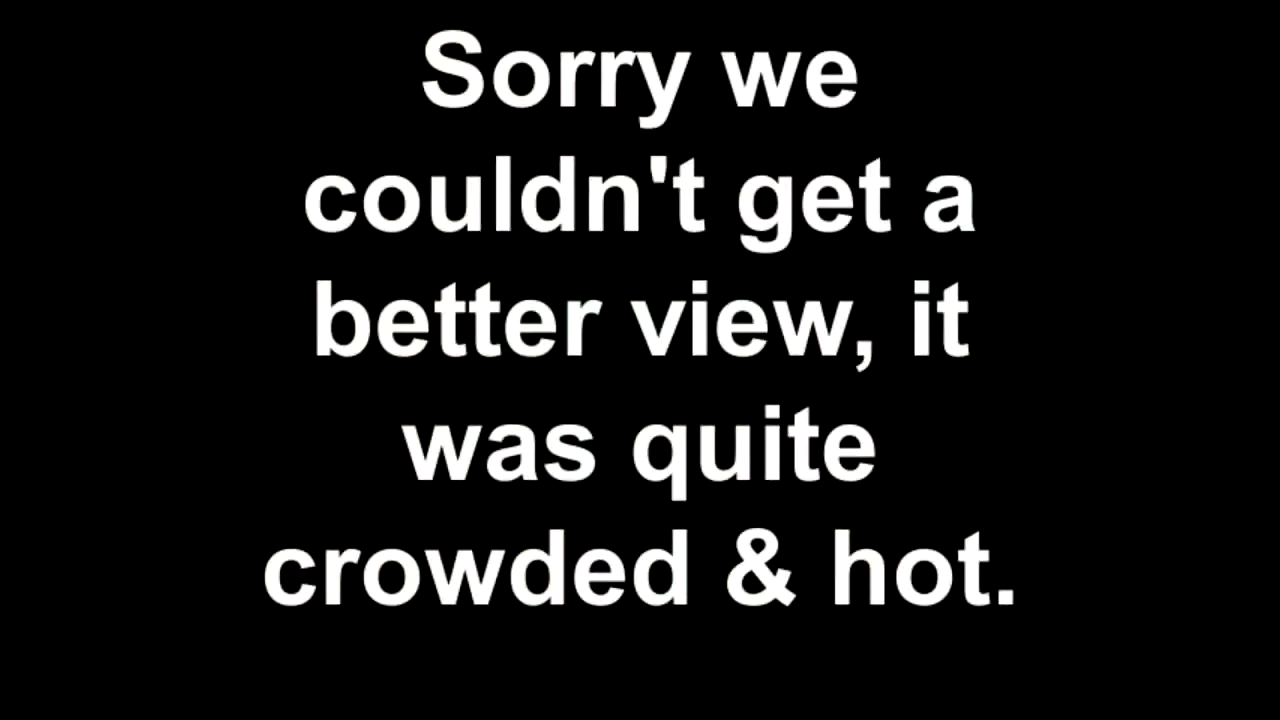 Sorry we
couldn't get a
better view, it
was quite
crowded & hot.